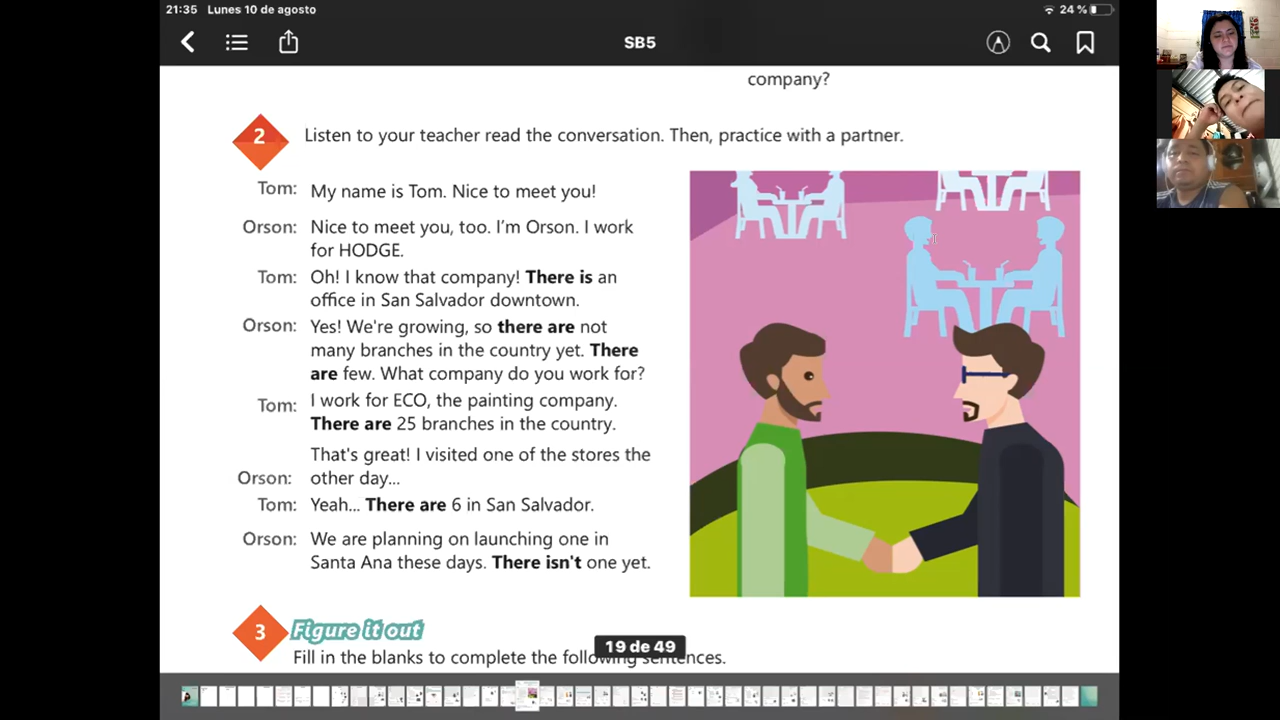 21:35 Lunes 10 de agosto
24 %
SB5
company?
2 Listen to your teacher read the conversation. Then, practice with a partner.
Tom: My name is Tom. Nice to meet you!
Orson: Nice to meet you, too. I'm Orson. I work
for HODGE.
Tom: Oh! I know that company! There is an
office in San Salvador downtown.
Orson: Yes! We're growing, so there are not
many branches in the country yet. There
are few. What company do you work for?
Tom: I work for ECO, the painting company.
There are 25 branches in the country.
That's great! I visited one of the stores the
Orson: other day...
Tom: Yeah... There are 6 in San Salvador.
Orson: We are planning on launching one in
Santa Ana these days. There isn't one yet.
3 Figure it out
19 de 49
Fill in the blanks to complete the following sentences.